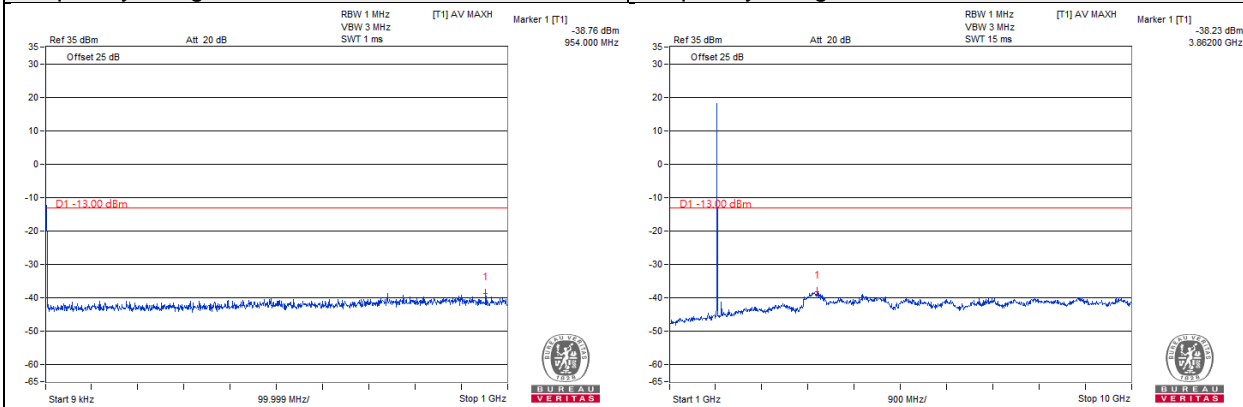 RBW 1 MHz [T1] AV MAXH Marker 1 [T1]
VBW 3 MHz -38.76 dBm
Ref 35 dBm Att 20 dB SWT 1 ms 954.000 MHz
35
Offset 25 dB
30
20
10
0
-10
D1 -13.00 dBm
-20
-30
1
-40
-50
-60
-65
Start 9 kHz 99.999 MHz/ Stop 1 GHz
BUREAU VERITAS
1828
BUREAU
VERITAS
RBW 1 MHz [T1] AV MAXH Marker 1 [T1]
VBW 3 MHz -38.23 dBm
Ref 35 dBm Att 20 dB SWT 15 ms 3.86200 GHz
35
Offset 25 dB
30
20
10
0
-10
D1 -13.00 dBm
-20
-30
1
-40
-50
-60
-65
Start 1 GHz 900 MHz/ Stop 10 GHz
BUREAU VERITAS
1828
BUREAU
VERITAS